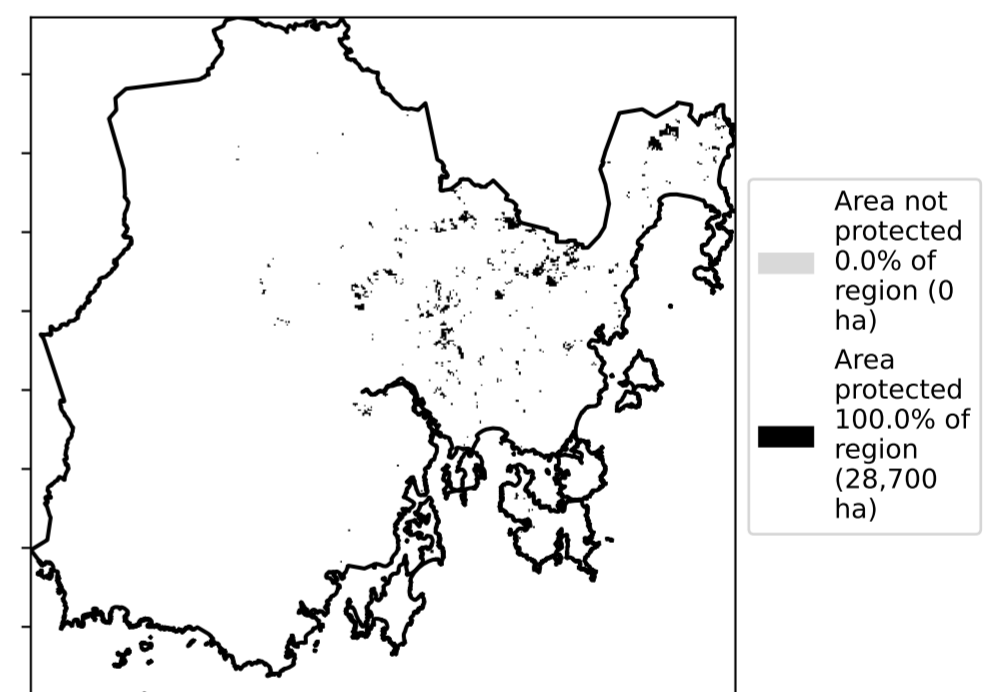 Area not
protected
0.0% of
region (0
ha)
Area
protected
100.0% of
region
(28,700
ha)